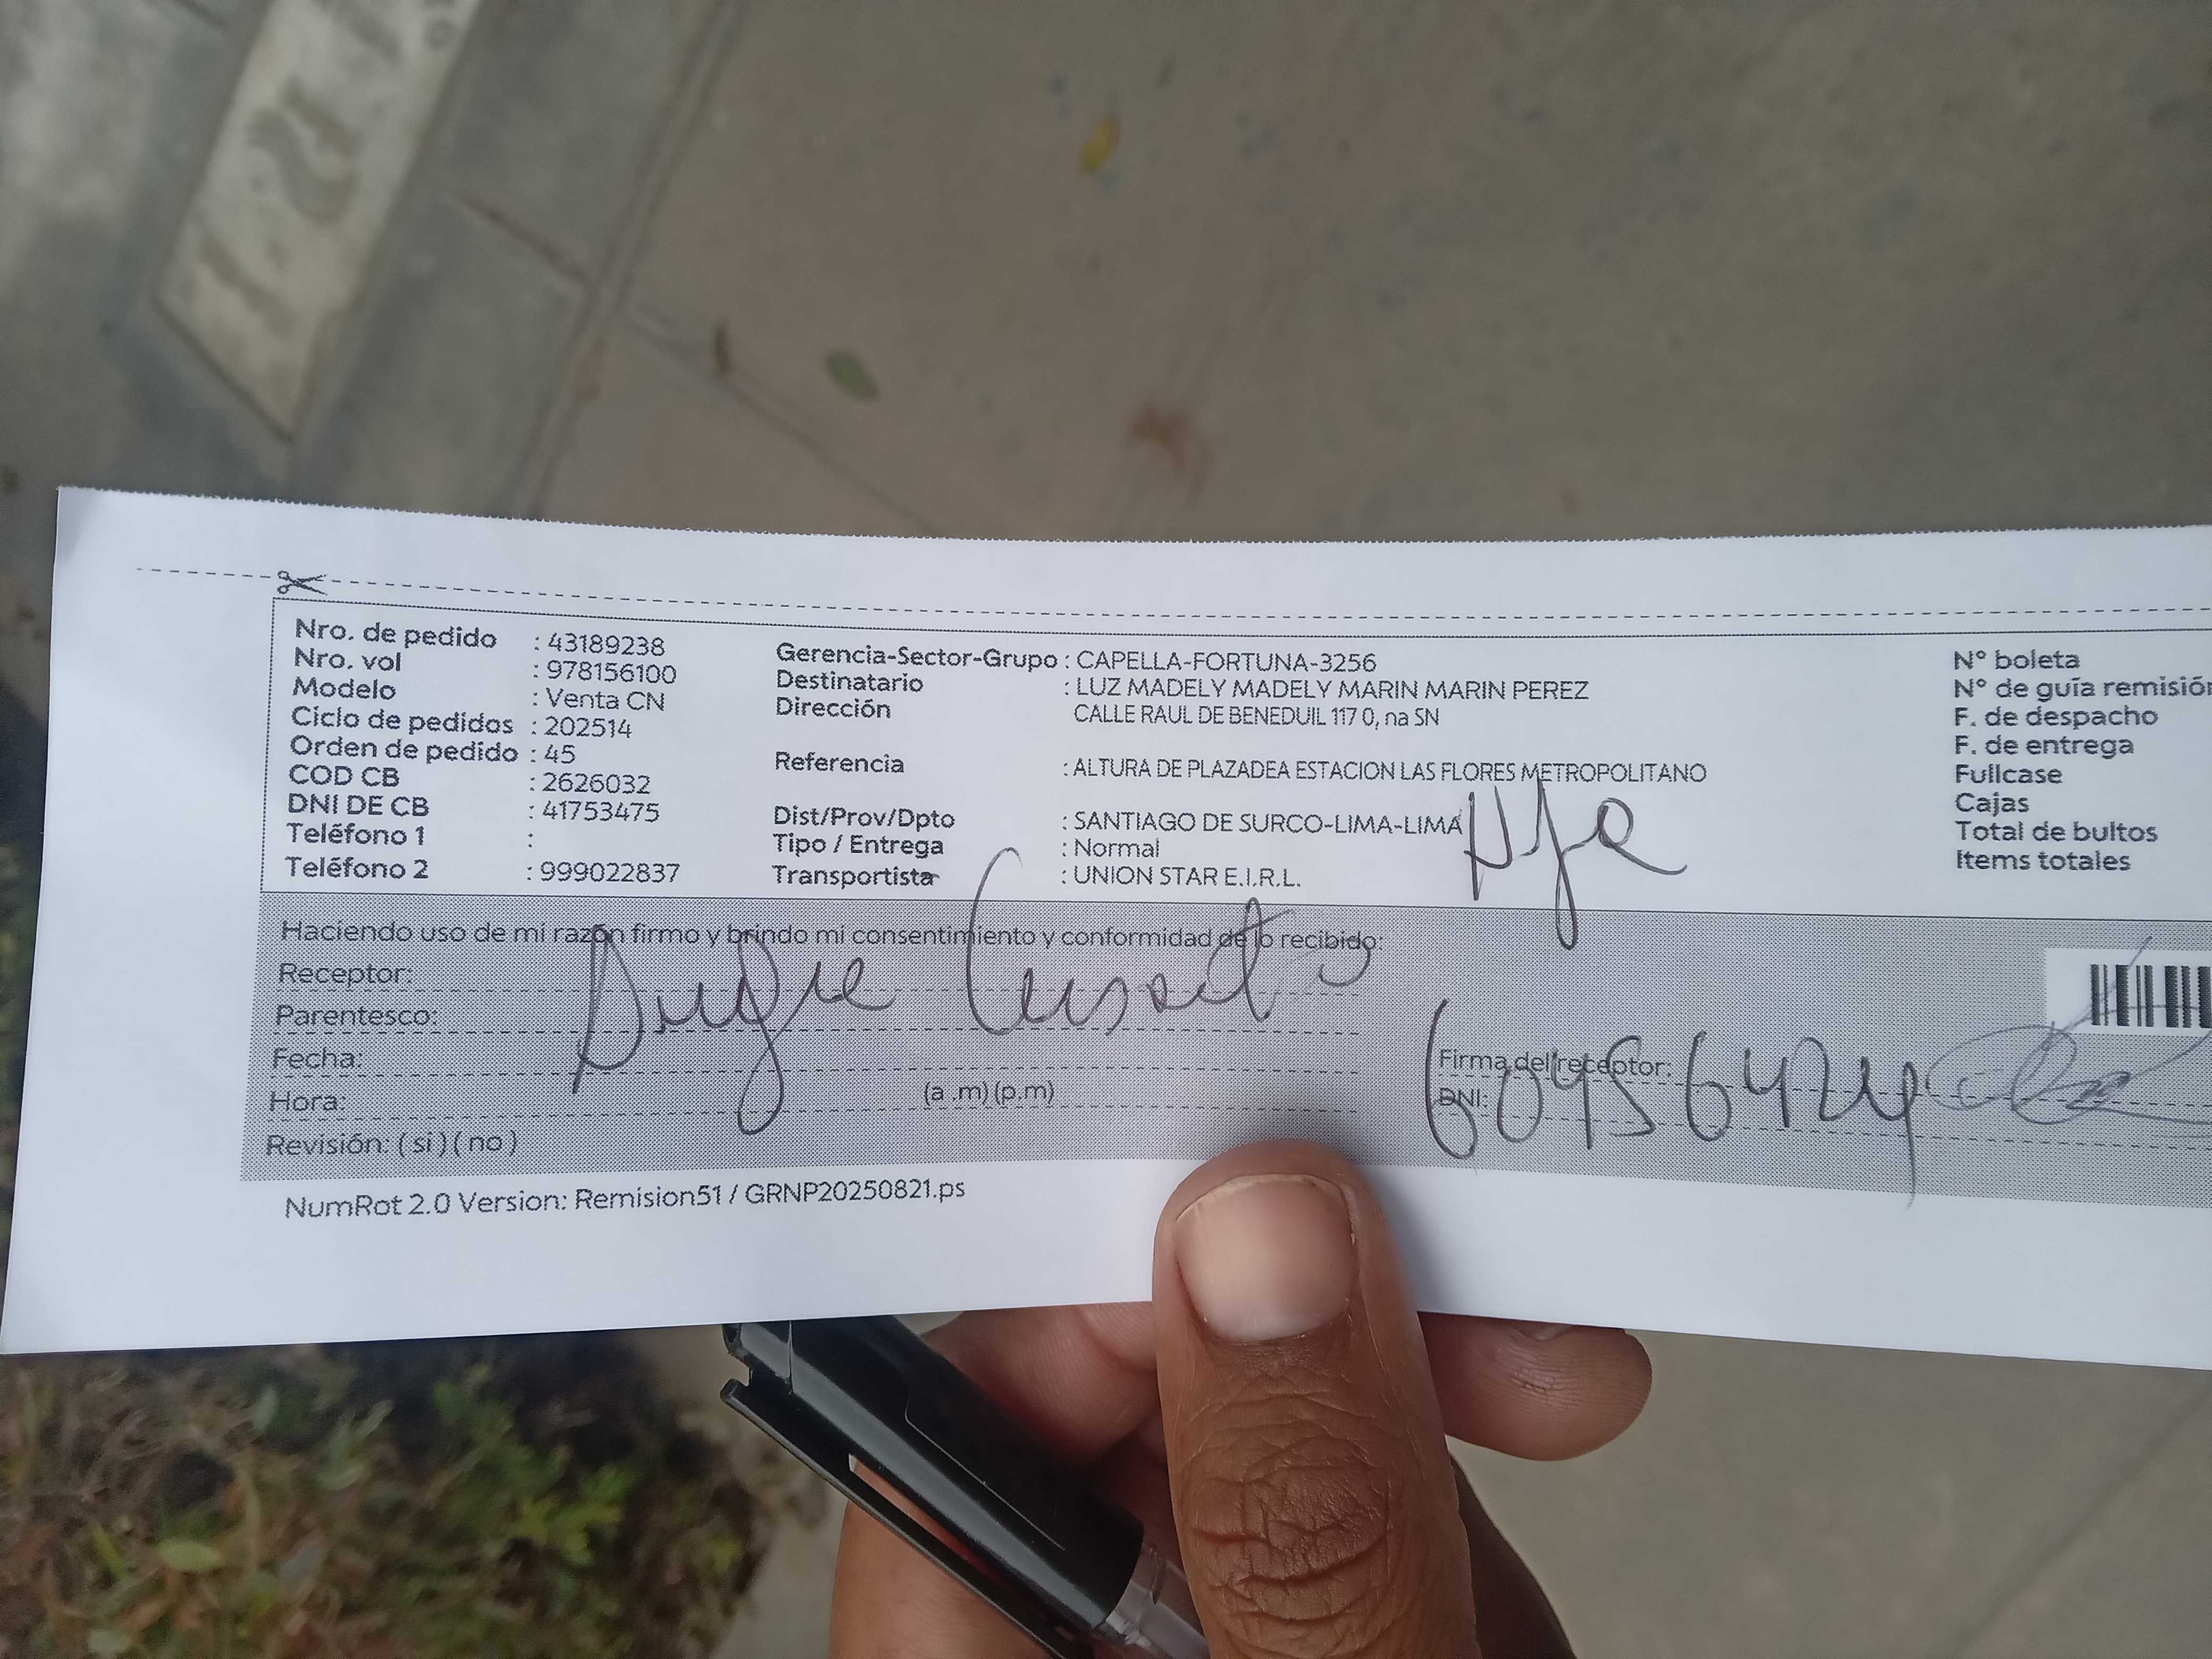 Nro. de pedido : 43189238
Nro. vol : 978156100
Modelo : Venta CN
Ciclo de pedidos : 202514
Orden de pedido : 45
COD CB : 2626032
DNI DE CB : 41753475
Teléfono 1 :
Teléfono 2 : 999022837
Gerencia-Sector-Grupo : CAPELLA-FORTUNA-3256
Destinatario : LUZ MADELY MADELY MARIN MARIN PEREZ
Dirección CALLE RAUL DE BENEDUIL 117 0, na SN
Referencia : ALTURA DE PLAZADEA ESTACION LAS FLORES METROPOLITANO
Dist/Prov/Dpto : SANTIAGO DE SURCO-LIMA-LIMA
Tipo / Entrega : Normal
Transportista : UNION STAR E.I.R.L.
N° boleta
N° de guía remisión
F. de despacho
F. de entrega
Fullcase
Cajas
Total de bultos
Items totales
Haciendo uso de mi razón firmo y brindo mi consentimiento y conformidad de lo recibido:
Receptor:
Parentesco:
Fecha:
Hora: (a .m) (p.m)
Revisión: ( si ) ( no )
Firma del receptor:
DNI: 60456424
NumRot 2.0 Version: Remision51 / GRNP20250821.ps